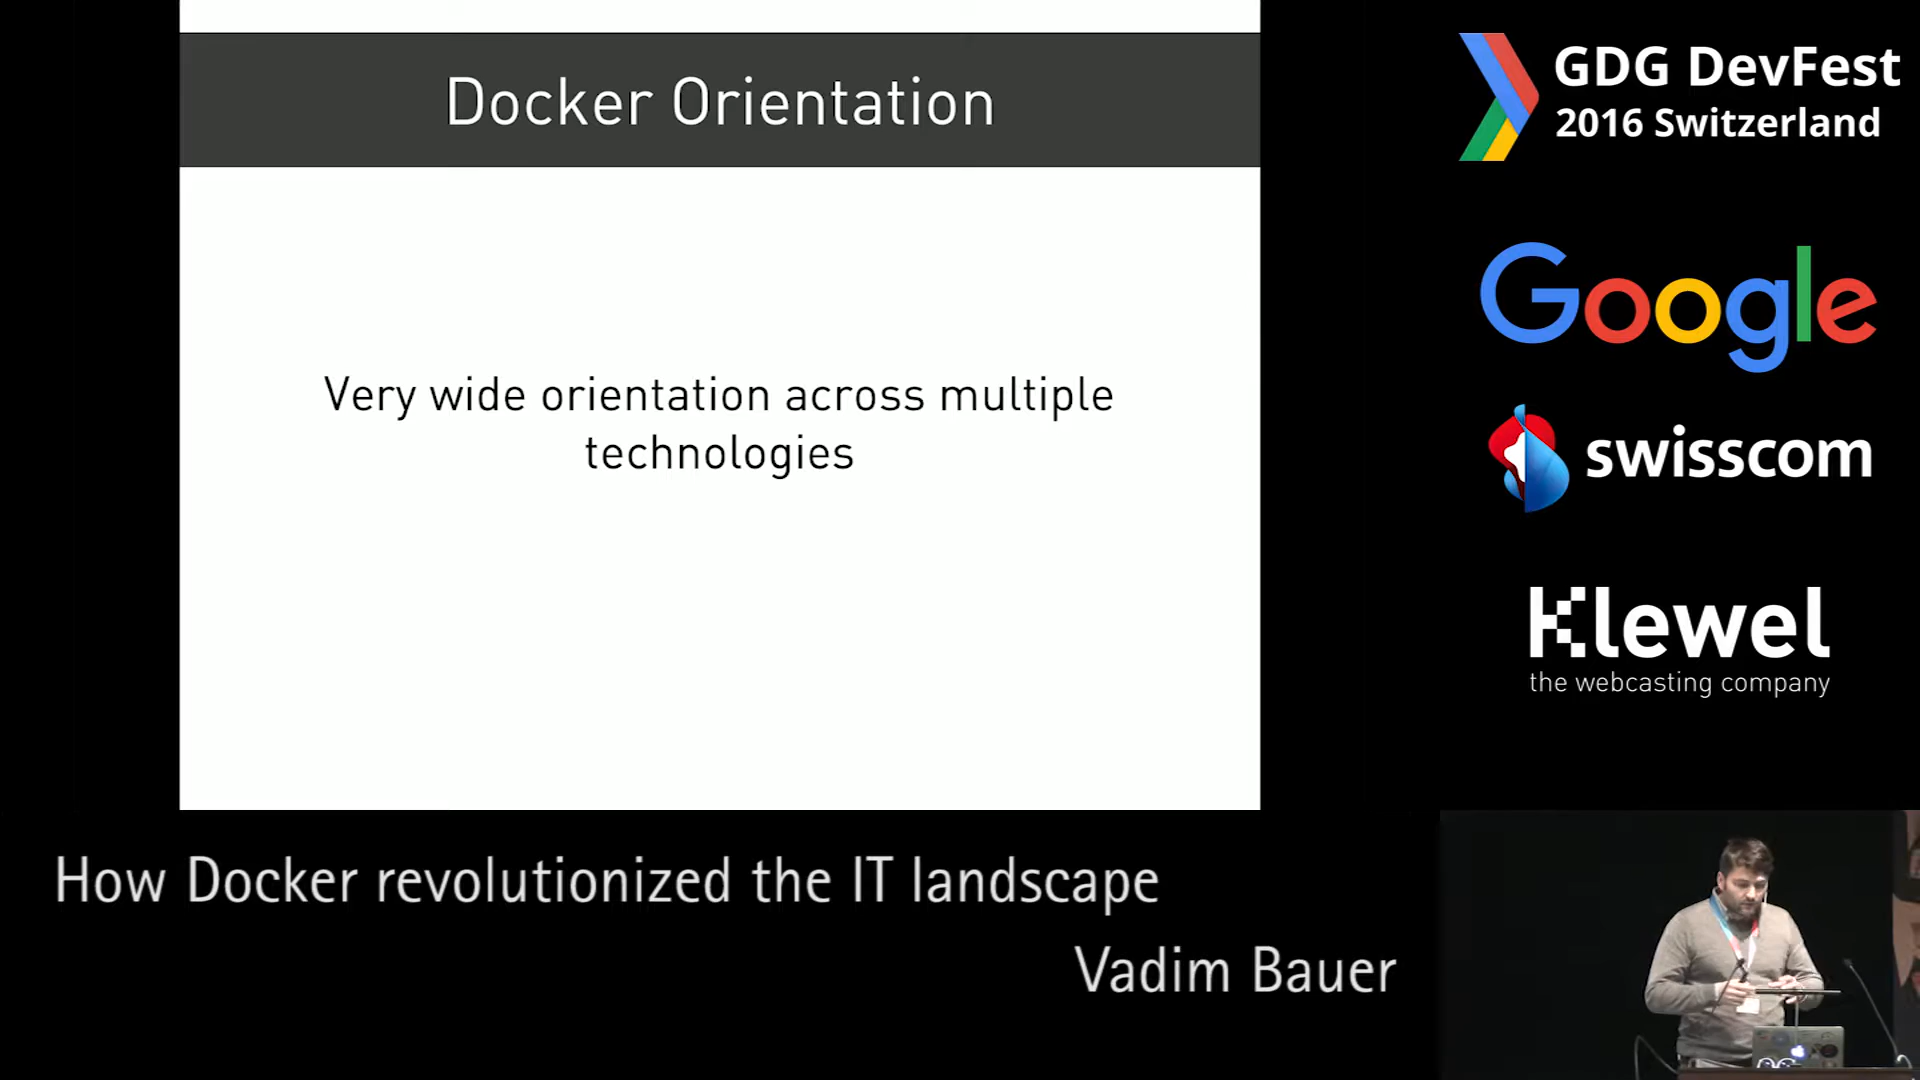 Docker Orientation
Very wide orientation across multiple
technologies
GDG DevFest
2016 Switzerland
Google
swisscom
Klewel
the webcasting company
How Docker revolutionized the IT landscape
Vadim Bauer